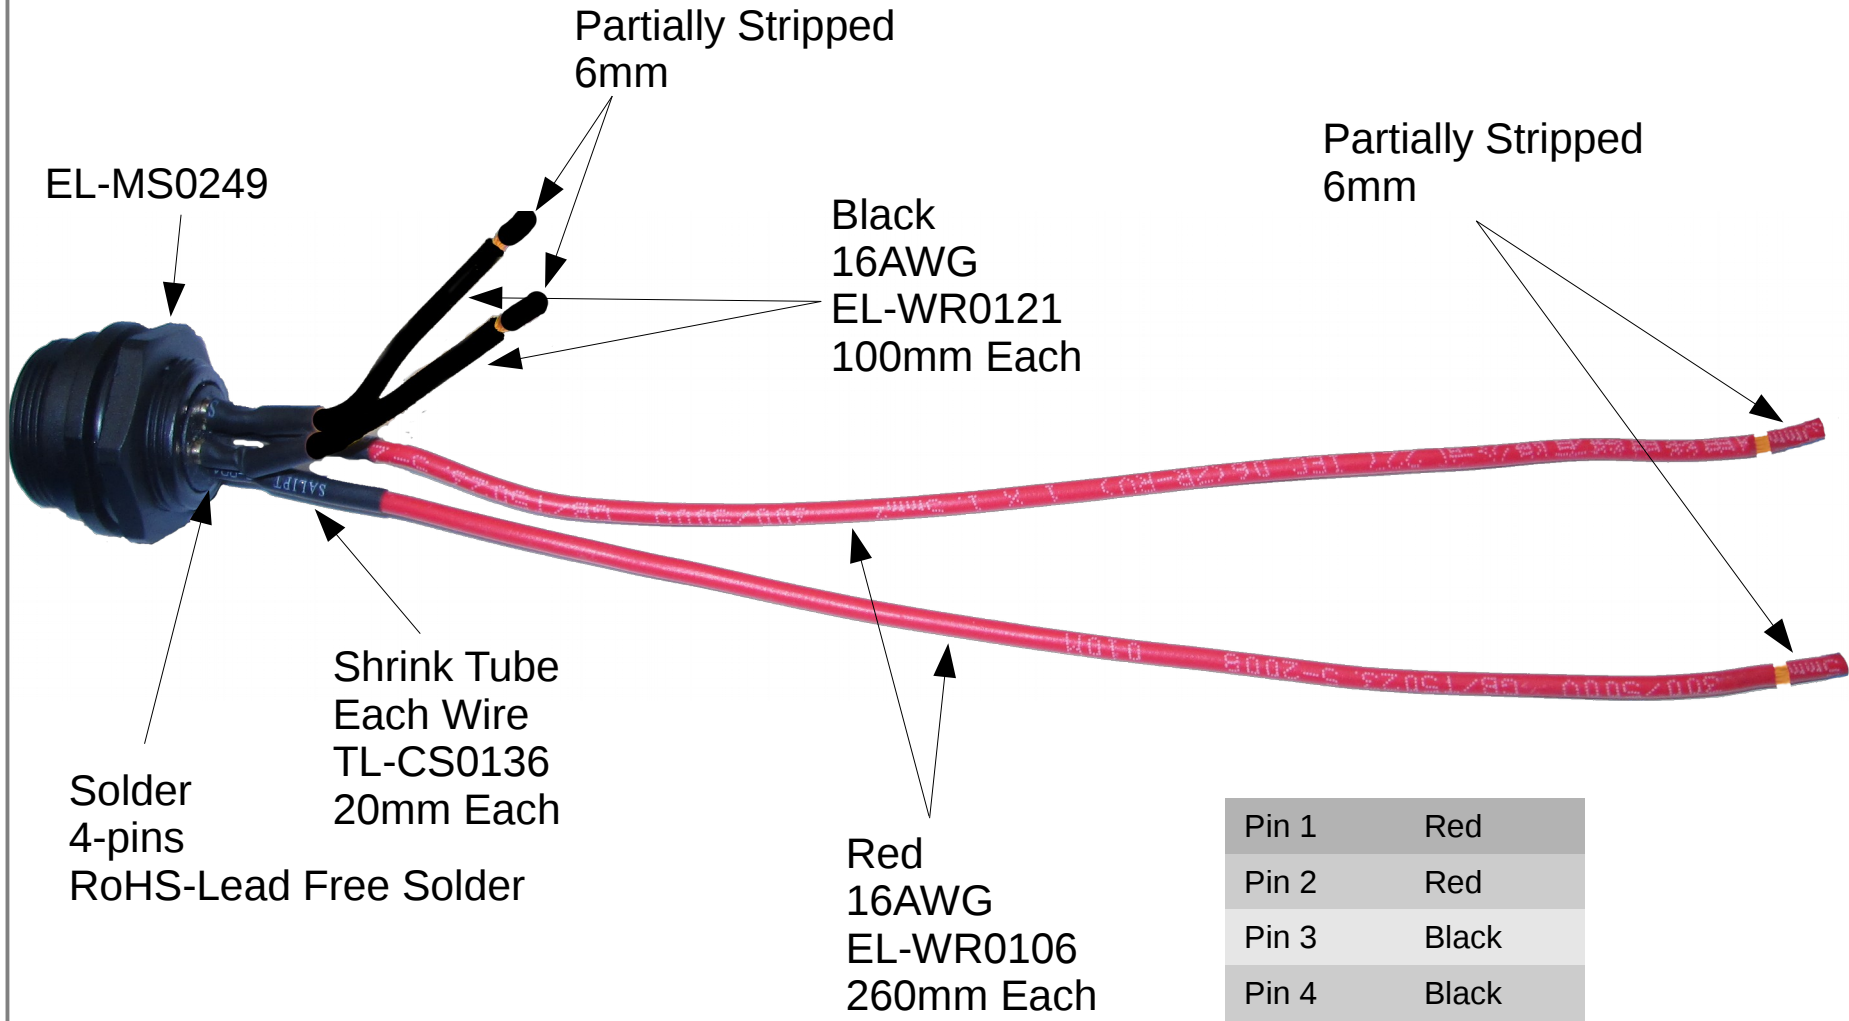 Partially Stripped
6mm
Partially Stripped
6mm
EL-MS0249
Black
16AWG
EL-WR0121
100mm Each
SALIPT
Shrink Tube
Each Wire
TL-CS0136
20mm Each
Solder
4-pins
RoHS-Lead Free Solder
Red
16AWG
EL-WR0106
260mm Each
Pin 1 Red
Pin 2 Red
Pin 3 Black
Pin 4 Black